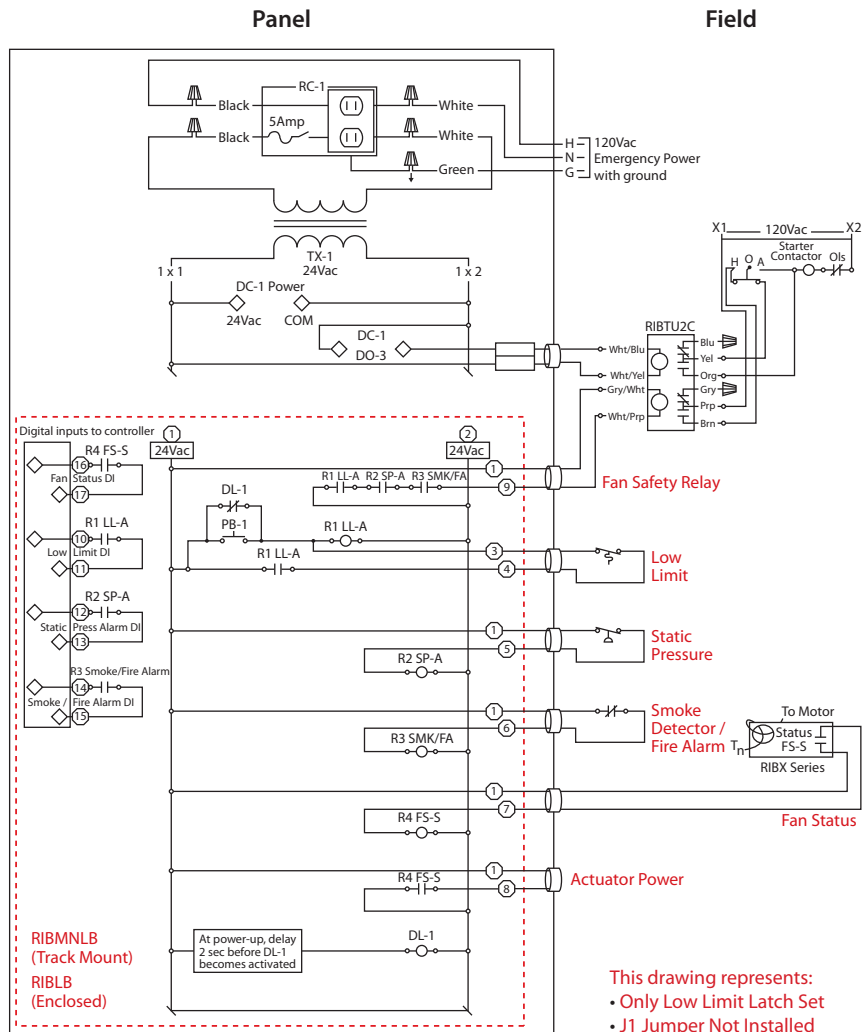 Panel
Field
RC-1
Black
White
5Amp
Black
White
Green
H
N
G
120Vac
Emergency Power
with ground
X1
120Vac
X2
Starter
Contactor
Ols
H O A
TX-1
24Vac
1 x 1
1 x 2
DC-1 Power
24Vac
COM
DC-1
DO-3
RIBTU2C
Wht/Blu
Wht/Yel
Gry/Wht
Wht/Prp
Blu
Yel
Org
Gry
Prp
Brn
Digital inputs to controller
1
24Vac
2
24Vac
16
R4 FS-S
Fan Status DI
17
R1 LL-A
10
Low Limit DI
11
R2 SP-A
12
Static Press Alarm DI
13
R3 Smoke/Fire Alarm
14
Smoke / Fire Alarm DI
15
1
R1 LL-A R2 SP-A R3 SMK/FA
9
Fan Safety Relay
DL-1
PB-1
R1 LL-A
3
R1 LL-A
4
Low
Limit
1
5
R2 SP-A
Static
Pressure
1
6
R3 SMK/FA
Smoke
Detector /
Fire Alarm
To Motor
Tn
Status
FS-S
RIBX Series
1
7
R4 FS-S
Fan Status
1
R4 FS-S
8
Actuator Power
At power-up, delay
2 sec before DL-1
becomes activated
DL-1
RIBMNLB
(Track Mount)
RIBLB
(Enclosed)
This drawing represents:
• Only Low Limit Latch Set
• J1 Jumper Not Installed